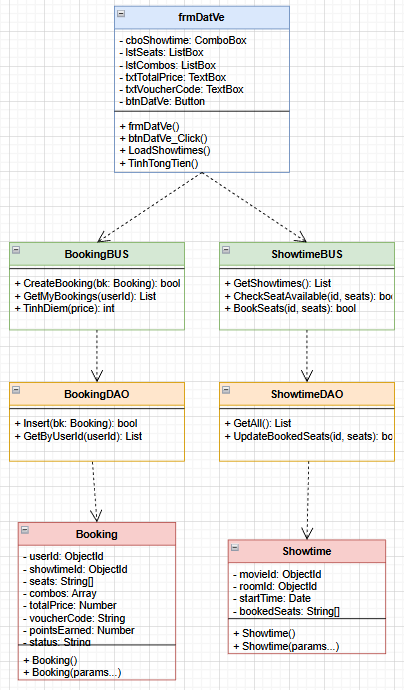 frmDatVe
- cboShowtime: ComboBox
- lstSeats: ListBox
- lstCombos: ListBox
- txtTotalPrice: TextBox
- txtVoucherCode: TextBox
- btnDatVe: Button
+ frmDatVe()
+ btnDatVe_Click()
+ LoadShowtimes()
+ TinhTongTien()
BookingBUS
+ CreateBooking(bk: Booking): bool
+ GetMyBookings(userId): List
+ TinhDiem(price): int
ShowtimeBUS
+ GetShowtimes(): List
+ CheckSeatAvailable(id, seats): boo
+ BookSeats(id, seats): bool
BookingDAO
+ Insert(bk: Booking): bool
+ GetByUserId(userId): List
ShowtimeDAO
+ GetAll(): List
+ UpdateBookedSeats(id, seats): bo
Booking
- userId: ObjectId
- showtimeId: ObjectId
- seats: String[]
- combos: Array
- totalPrice: Number
- voucherCode: String
- pointsEarned: Number
- status: String
+ Booking()
+ Booking(params...)
Showtime
- movieId: ObjectId
- roomId: ObjectId
- startTime: Date
- bookedSeats: String[]
+ Showtime()
+ Showtime(params...)